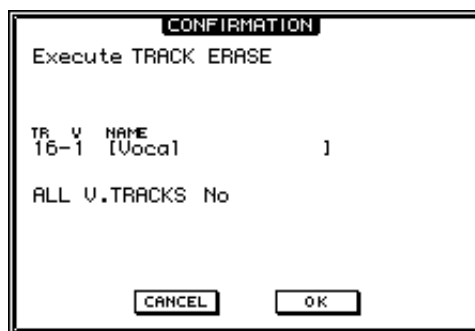 CONFIRMATION
Execute TRACK ERASE
TR V NAME
16-1 [Vocal ]
ALL V.TRACKS No
CANCEL OK